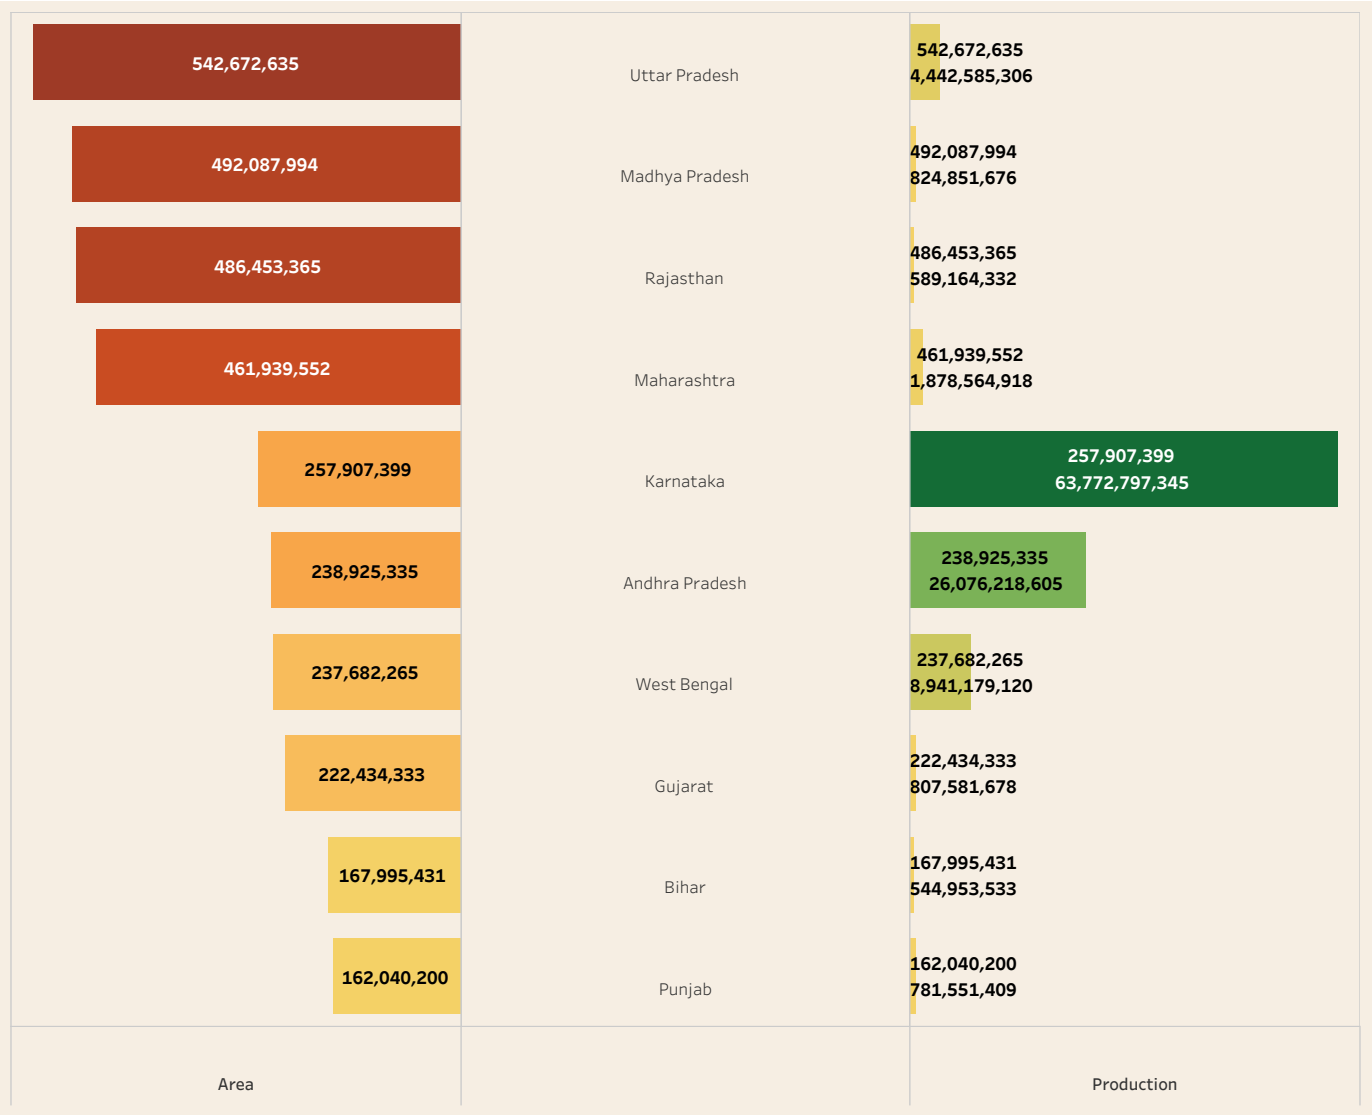 542,672,635
Uttar Pradesh
542,672,635
4,442,585,306
492,087,994
Madhya Pradesh
492,087,994
824,851,676
486,453,365
Rajasthan
486,453,365
589,164,332
461,939,552
Maharashtra
461,939,552
1,878,564,918
257,907,399
Karnataka
257,907,399
63,772,797,345
238,925,335
Andhra Pradesh
238,925,335
26,076,218,605
237,682,265
West Bengal
237,682,265
8,941,179,120
222,434,333
Gujarat
222,434,333
807,581,678
167,995,431
Bihar
167,995,431
544,953,533
162,040,200
Punjab
162,040,200
781,551,409
Area
Production